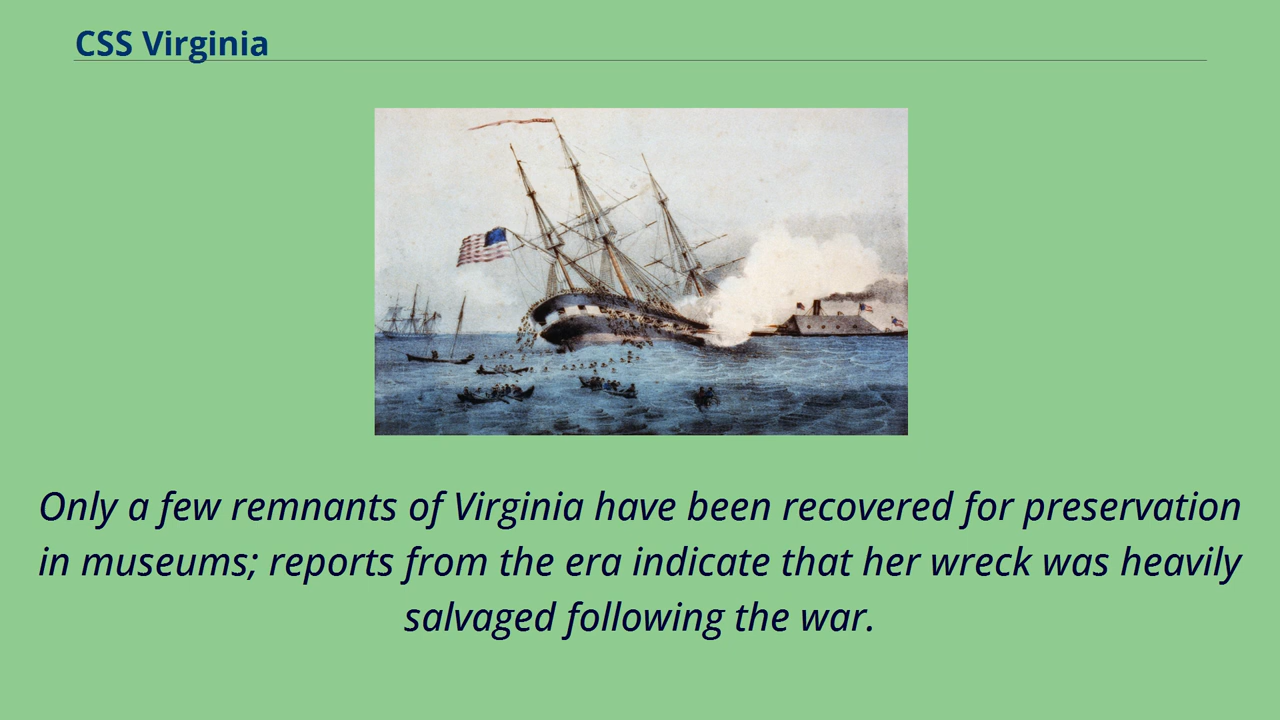 CSS Virginia
Only a few remnants of Virginia have been recovered for preservation
in museums; reports from the era indicate that her wreck was heavily
salvaged following the war.